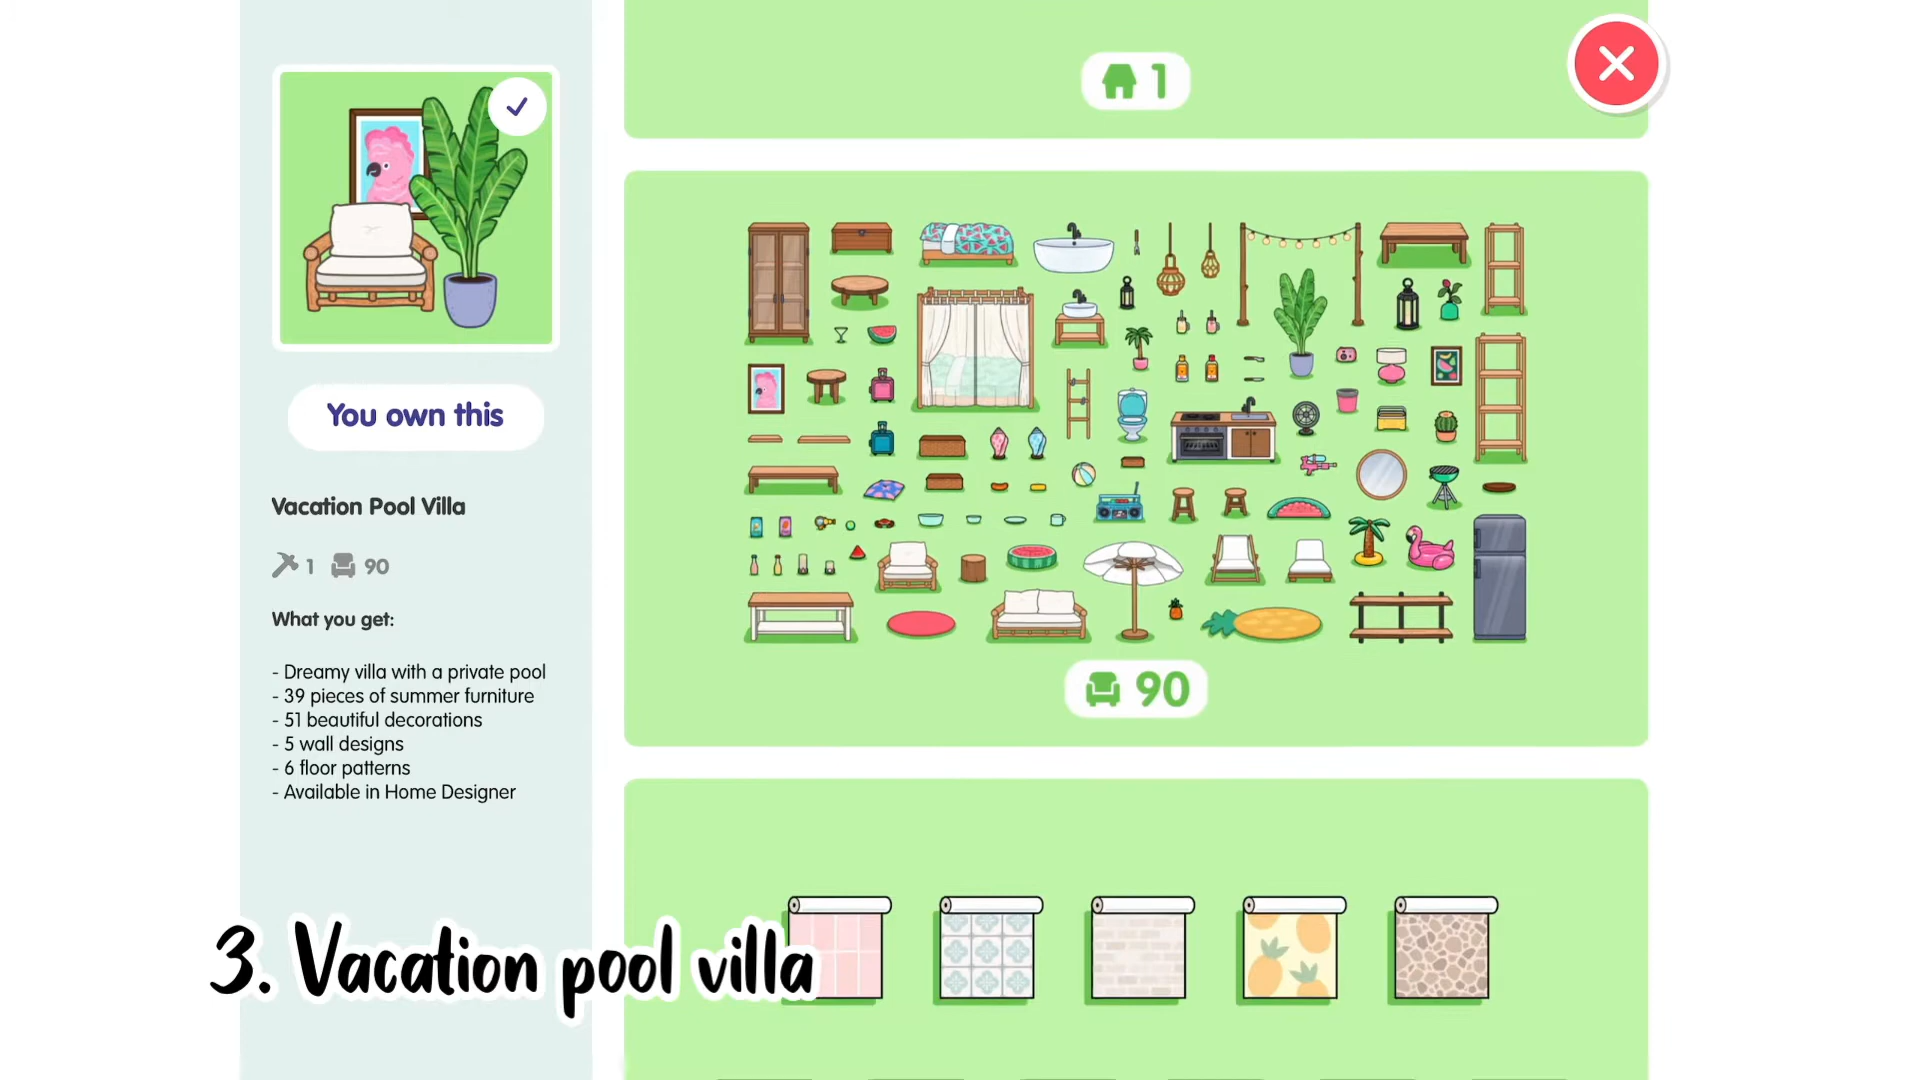 1
You own this
Vacation Pool Villa
1 90
What you get:
- Dreamy villa with a private pool
- 39 pieces of summer furniture
- 51 beautiful decorations
- 5 wall designs
- 6 floor patterns
- Available in Home Designer
90
3. Vacation pool villa